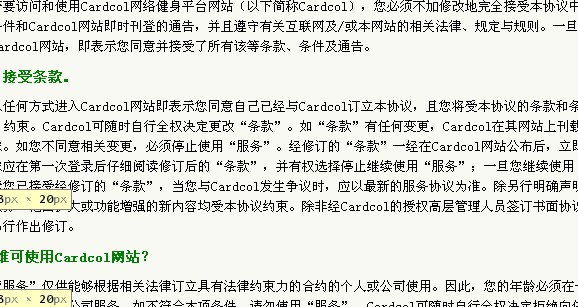 要访问和使用Cardcol网络健身平台网站（以下简称Cardcol），您必须不加修改地完全接受本协议中
件和Cardcol网站即时刊登的通告，并且遵守有关互联网及/或本网站的相关法律、规定与规则。一旦
ardcol网站，即表示您同意并接受了所有该等条款、条件及通告。
接受条款。
任何方式进入Cardcol网站即表示您同意自己已经与Cardcol订立本协议，且您将受本协议的条款和条
约束。Cardcol可随时自行全权决定更改“条款”。如“条款”有任何变更，Cardcol在其网站上刊载
。如您不同意相关变更，必须停止使用“服务”。经修订的“条款”一经在Cardcol网站公布后，立即
应在第一次登录后仔细阅读修订后的“条款”，并有权选择停止继续使用“服务”；一旦您继续使用
您已接受经修订的“条款”，当您与Cardcol发生争议时，应以最新的服务协议为准。除另行明确声明
扩大或功能增强的新内容均受本协议约束。除非经Cardcol的授权高层管理人员签订书面协议
行作出修订。
px × 20px
可使用Cardcol网站？
服务”仅供能够根据相关法律订立具有法律约束力的合约的个人或公司使用。因此，您的年龄必须在
px × 20px
公司服务。如不符合本项条件，请勿使用“服务”。Cardcol可随时自行全权决定拒绝向